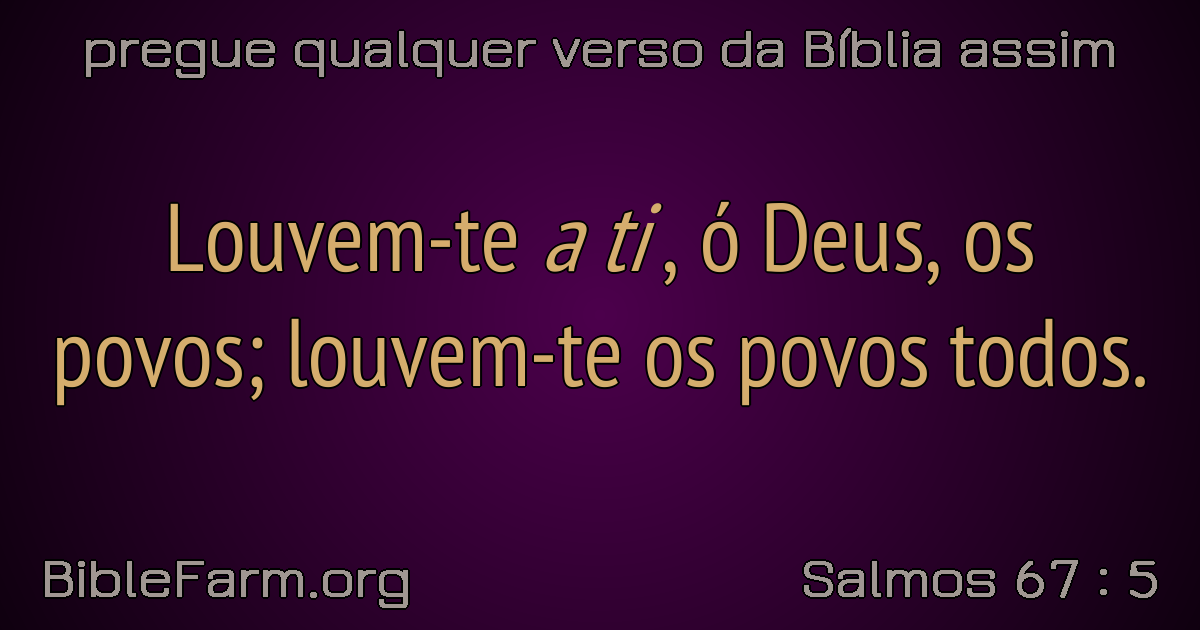 pregue qualquer verso da Bíblia assim
Louvem-te a ti, ó Deus, os
povos; louvem-te os povos todos.
BibleFarm.org
Salmos 67 : 5